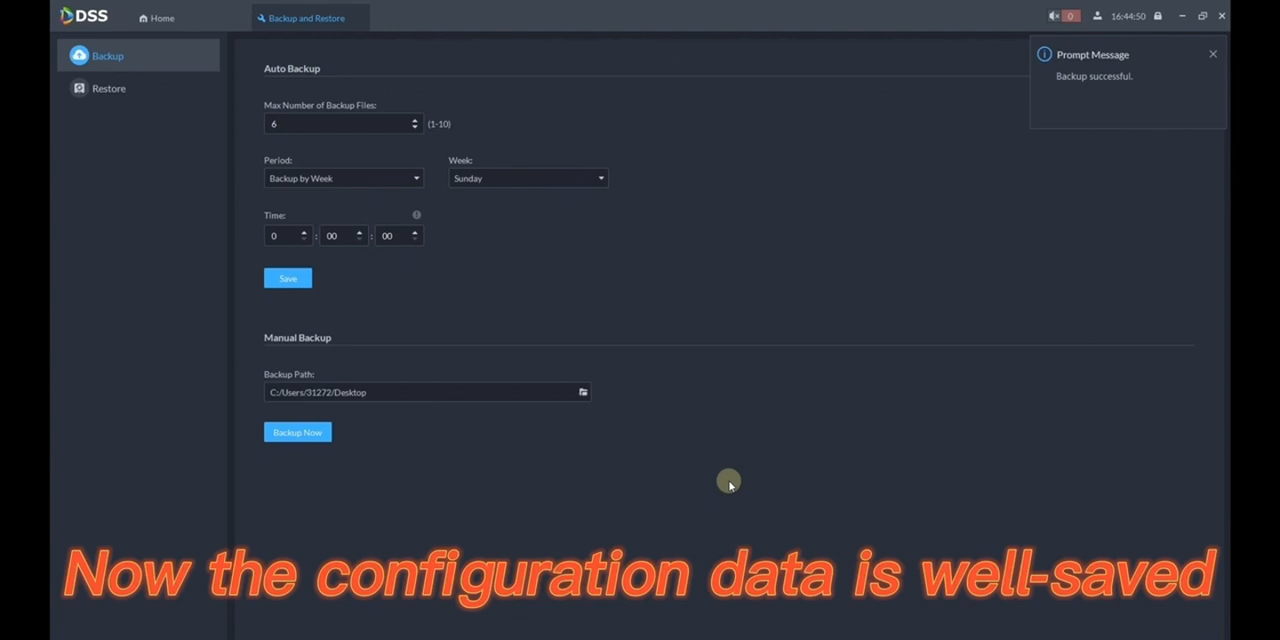 DSS
Home
Backup and Restore
0
16:44:50
Backup
Restore
Prompt Message
Backup successful.
Auto Backup
Max Number of Backup Files:
6
(1-10)
Period:
Week:
Backup by Week
Sunday
Time:
0 : 00 : 00
Save
Manual Backup
Backup Path:
C:/Users/31272/Desktop
Backup Now
Now the configuration data is well-saved